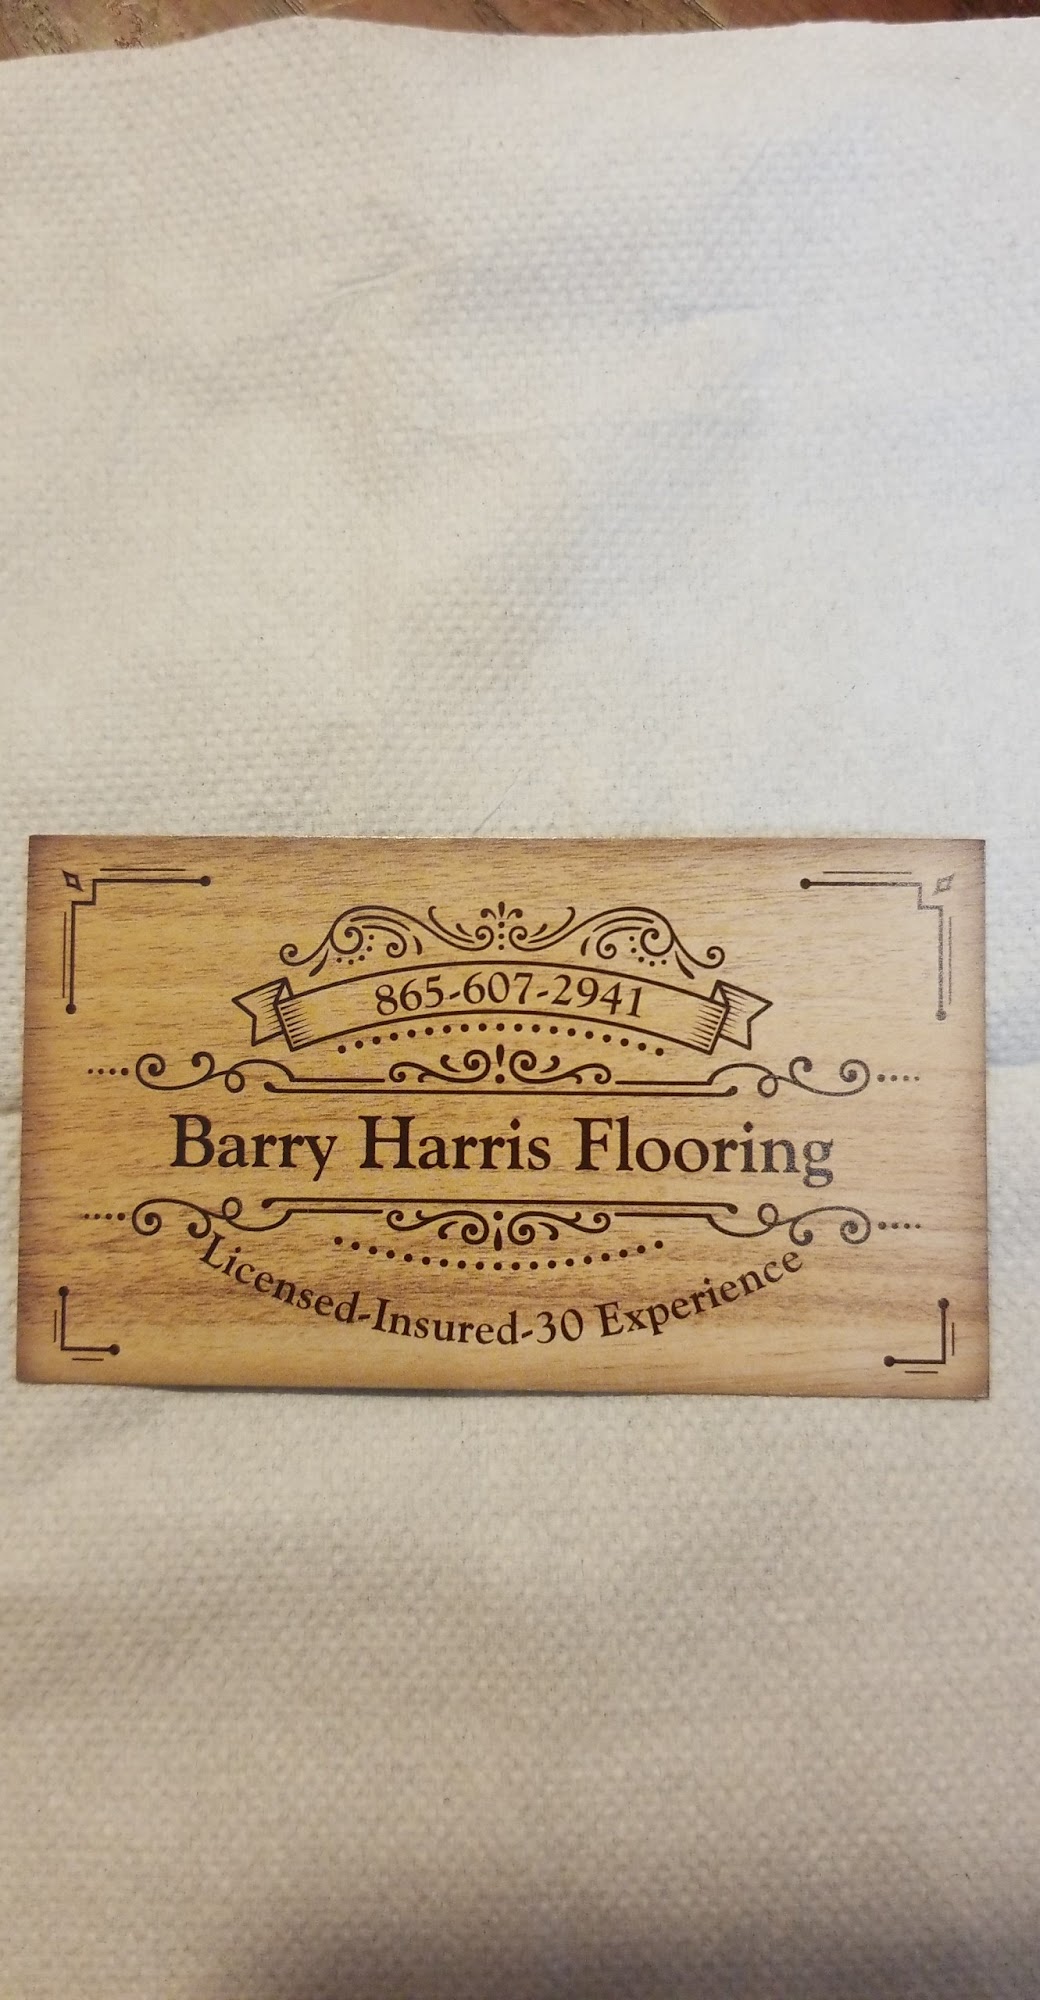 865-607-2941
Barry Harris Flooring
Licensed-Insured-30 Experience